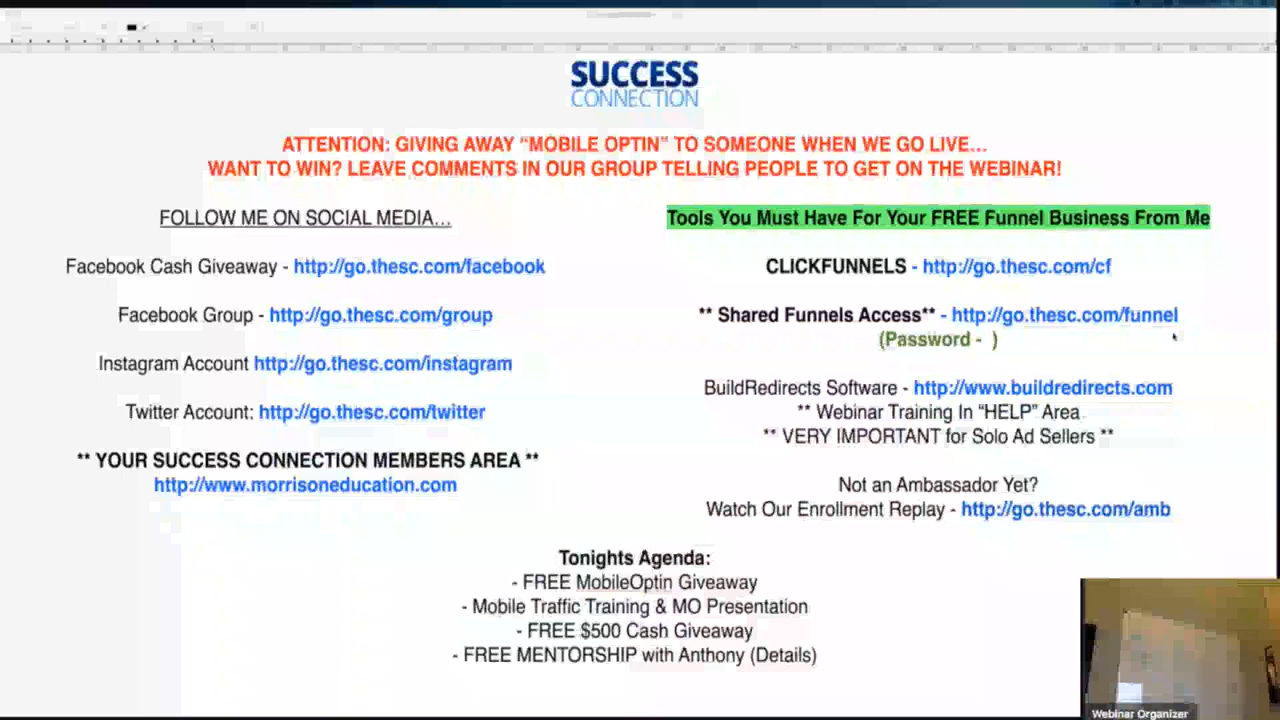 SUCCESS
CONNECTION
ATTENTION: GIVING AWAY “MOBILE OPTIN” TO SOMEONE WHEN WE GO LIVE...
WANT TO WIN? LEAVE COMMENTS IN OUR GROUP TELLING PEOPLE TO GET ON THE WEBINAR!
FOLLOW ME ON SOCIAL MEDIA...
Facebook Cash Giveaway - http://go.thesc.com/facebook
Facebook Group - http://go.thesc.com/group
Instagram Account http://go.thesc.com/instagram
Twitter Account: http://go.thesc.com/twitter
** YOUR SUCCESS CONNECTION MEMBERS AREA **
http://www.morrisoneducation.com
Tools You Must Have For Your FREE Funnel Business From Me
CLICKFUNNELS - http://go.thesc.com/cf
** Shared Funnels Access** - http://go.thesc.com/funnel
(Password - )
BuildRedirects Software - http://www.buildredirects.com
** Webinar Training In “HELP” Area
** VERY IMPORTANT for Solo Ad Sellers **
Not an Ambassador Yet?
Watch Our Enrollment Replay - http://go.thesc.com/amb
Tonights Agenda:
- FREE MobileOptin Giveaway
- Mobile Traffic Training & MO Presentation
- FREE $500 Cash Giveaway
- FREE MENTORSHIP with Anthony (Details)
Webinar Organizer